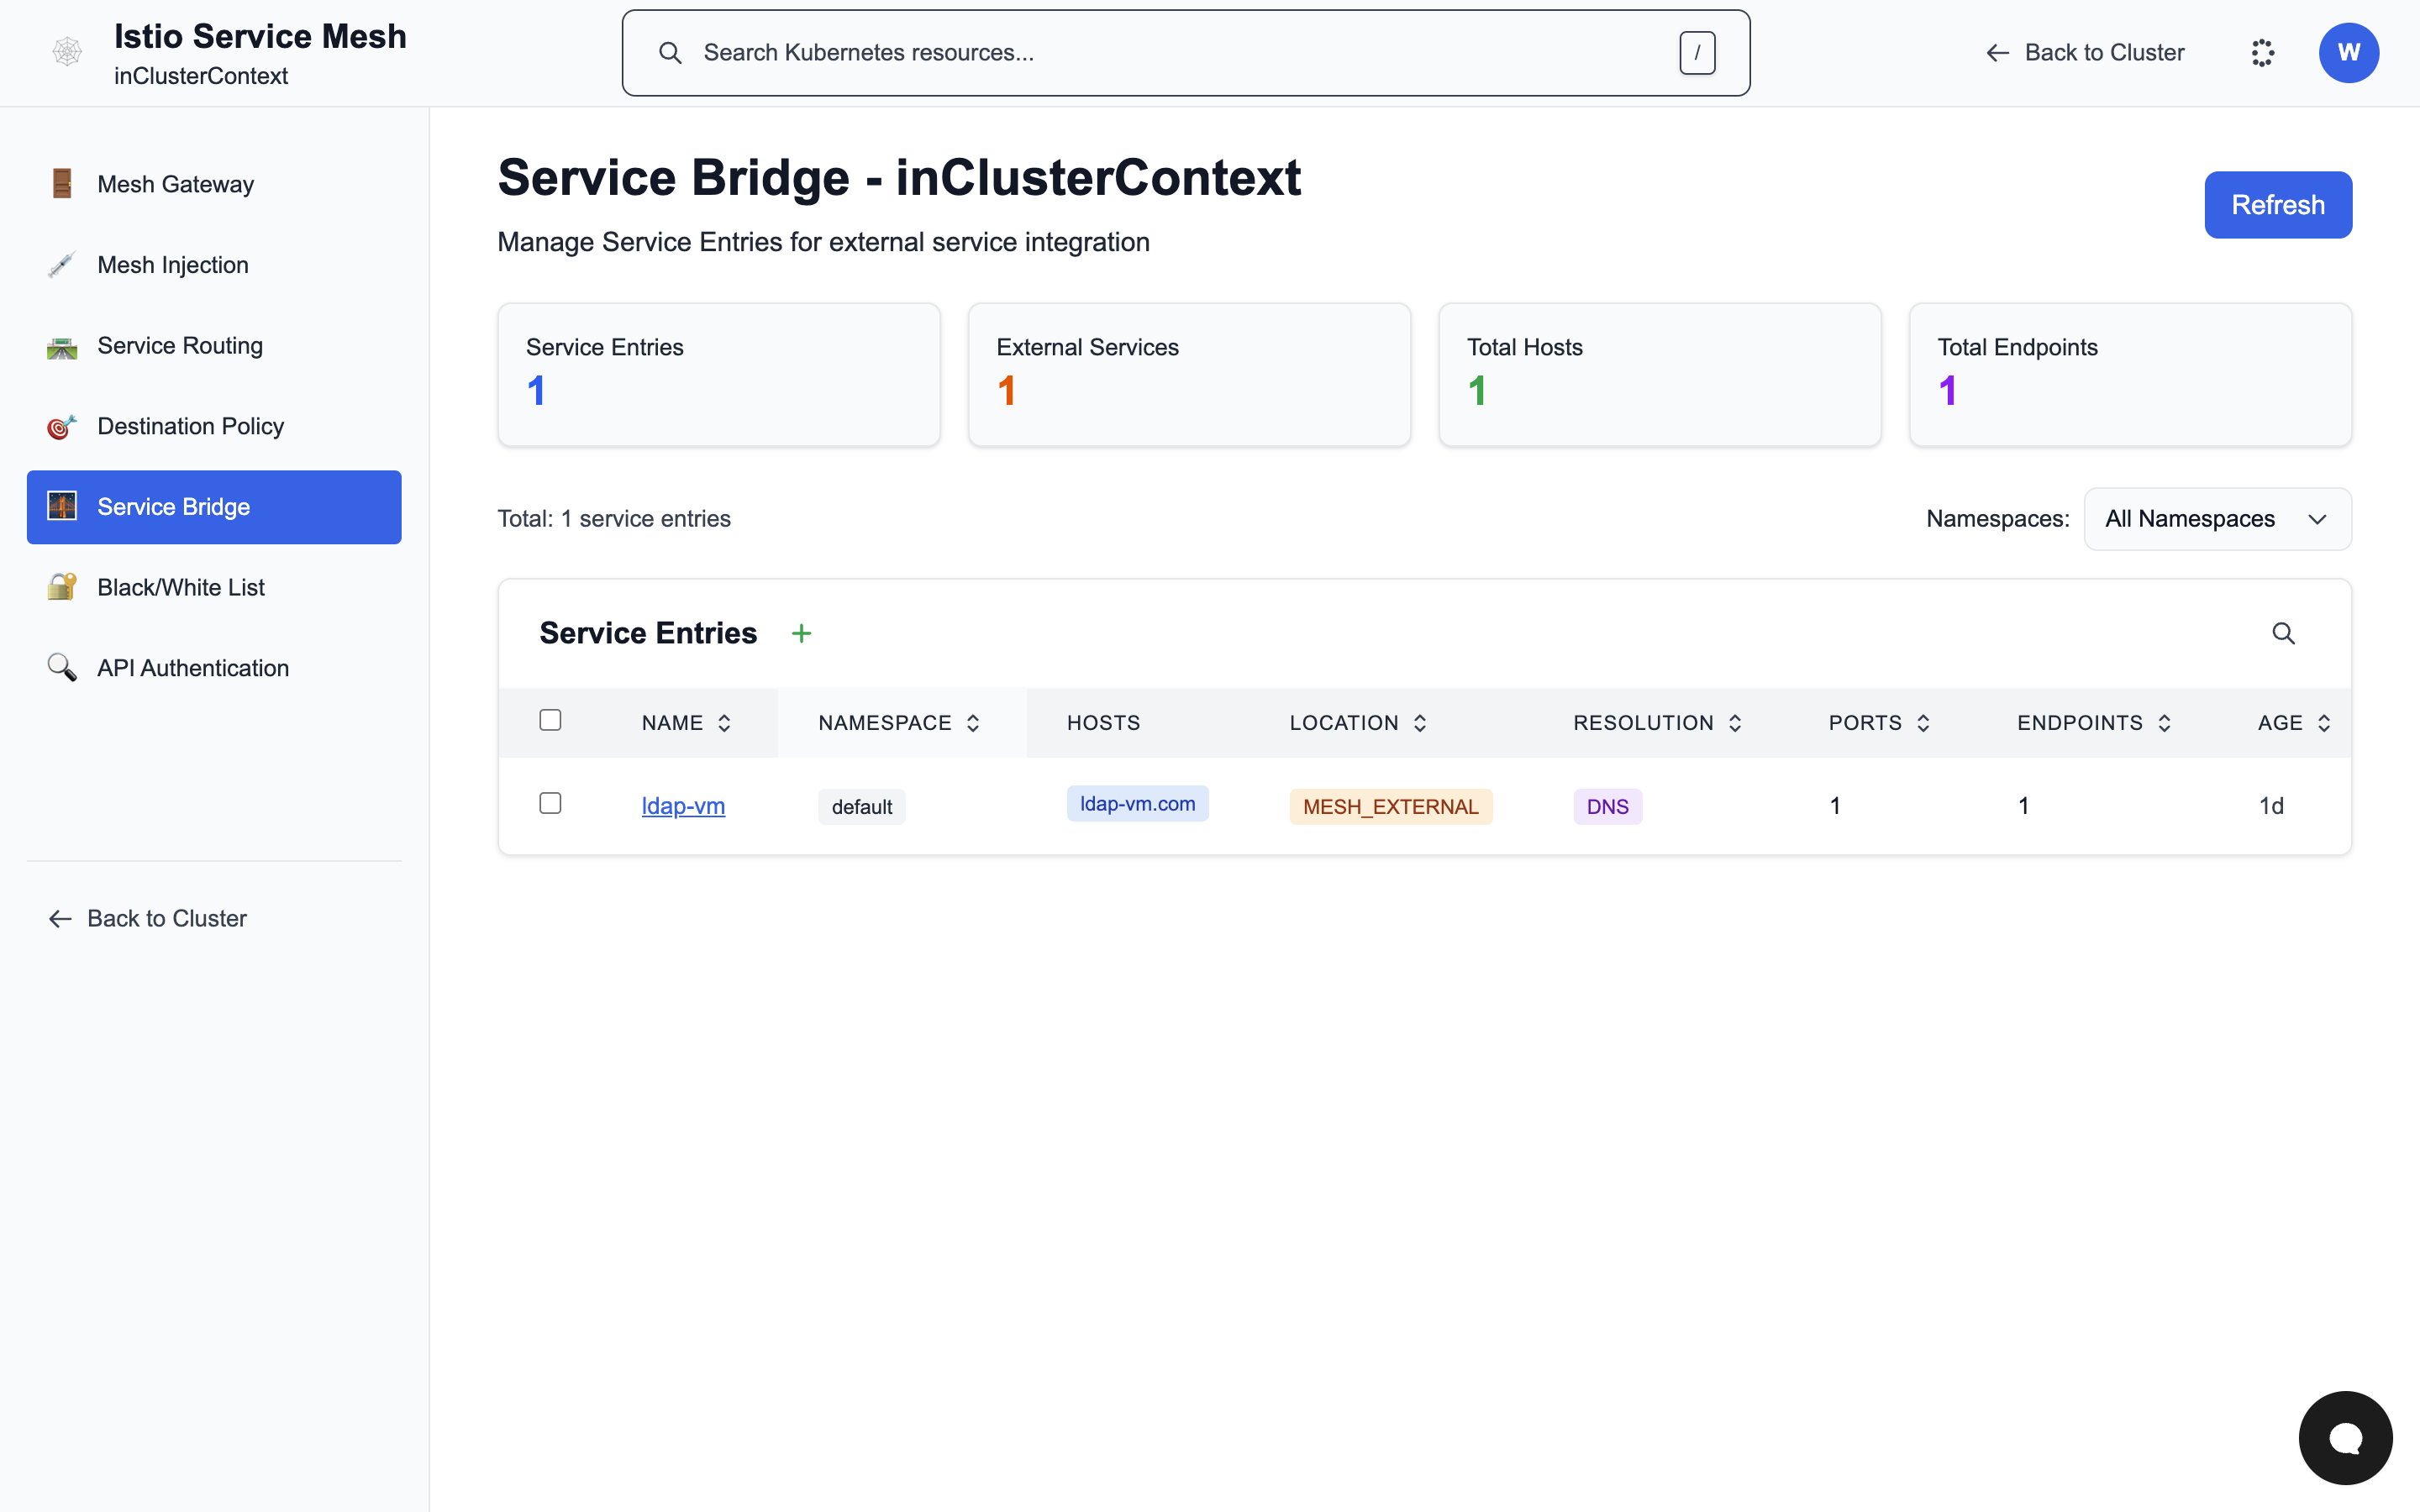 Istio Service Mesh
inClusterContext
Search Kubernetes resources...
/
Back to Cluster
W
Mesh Gateway
Mesh Injection
Service Routing
Destination Policy
Service Bridge
Black/White List
API Authentication
Back to Cluster
Service Bridge - inClusterContext
Manage Service Entries for external service integration
Refresh
Service Entries
1
External Services
1
Total Hosts
1
Total Endpoints
1
Total: 1 service entries
Namespaces:
All Namespaces
Service Entries
NAME NAMESPACE HOSTS LOCATION RESOLUTION PORTS ENDPOINTS AGE
ldap-vm default ldap-vm.com MESH_EXTERNAL DNS 1 1 1d